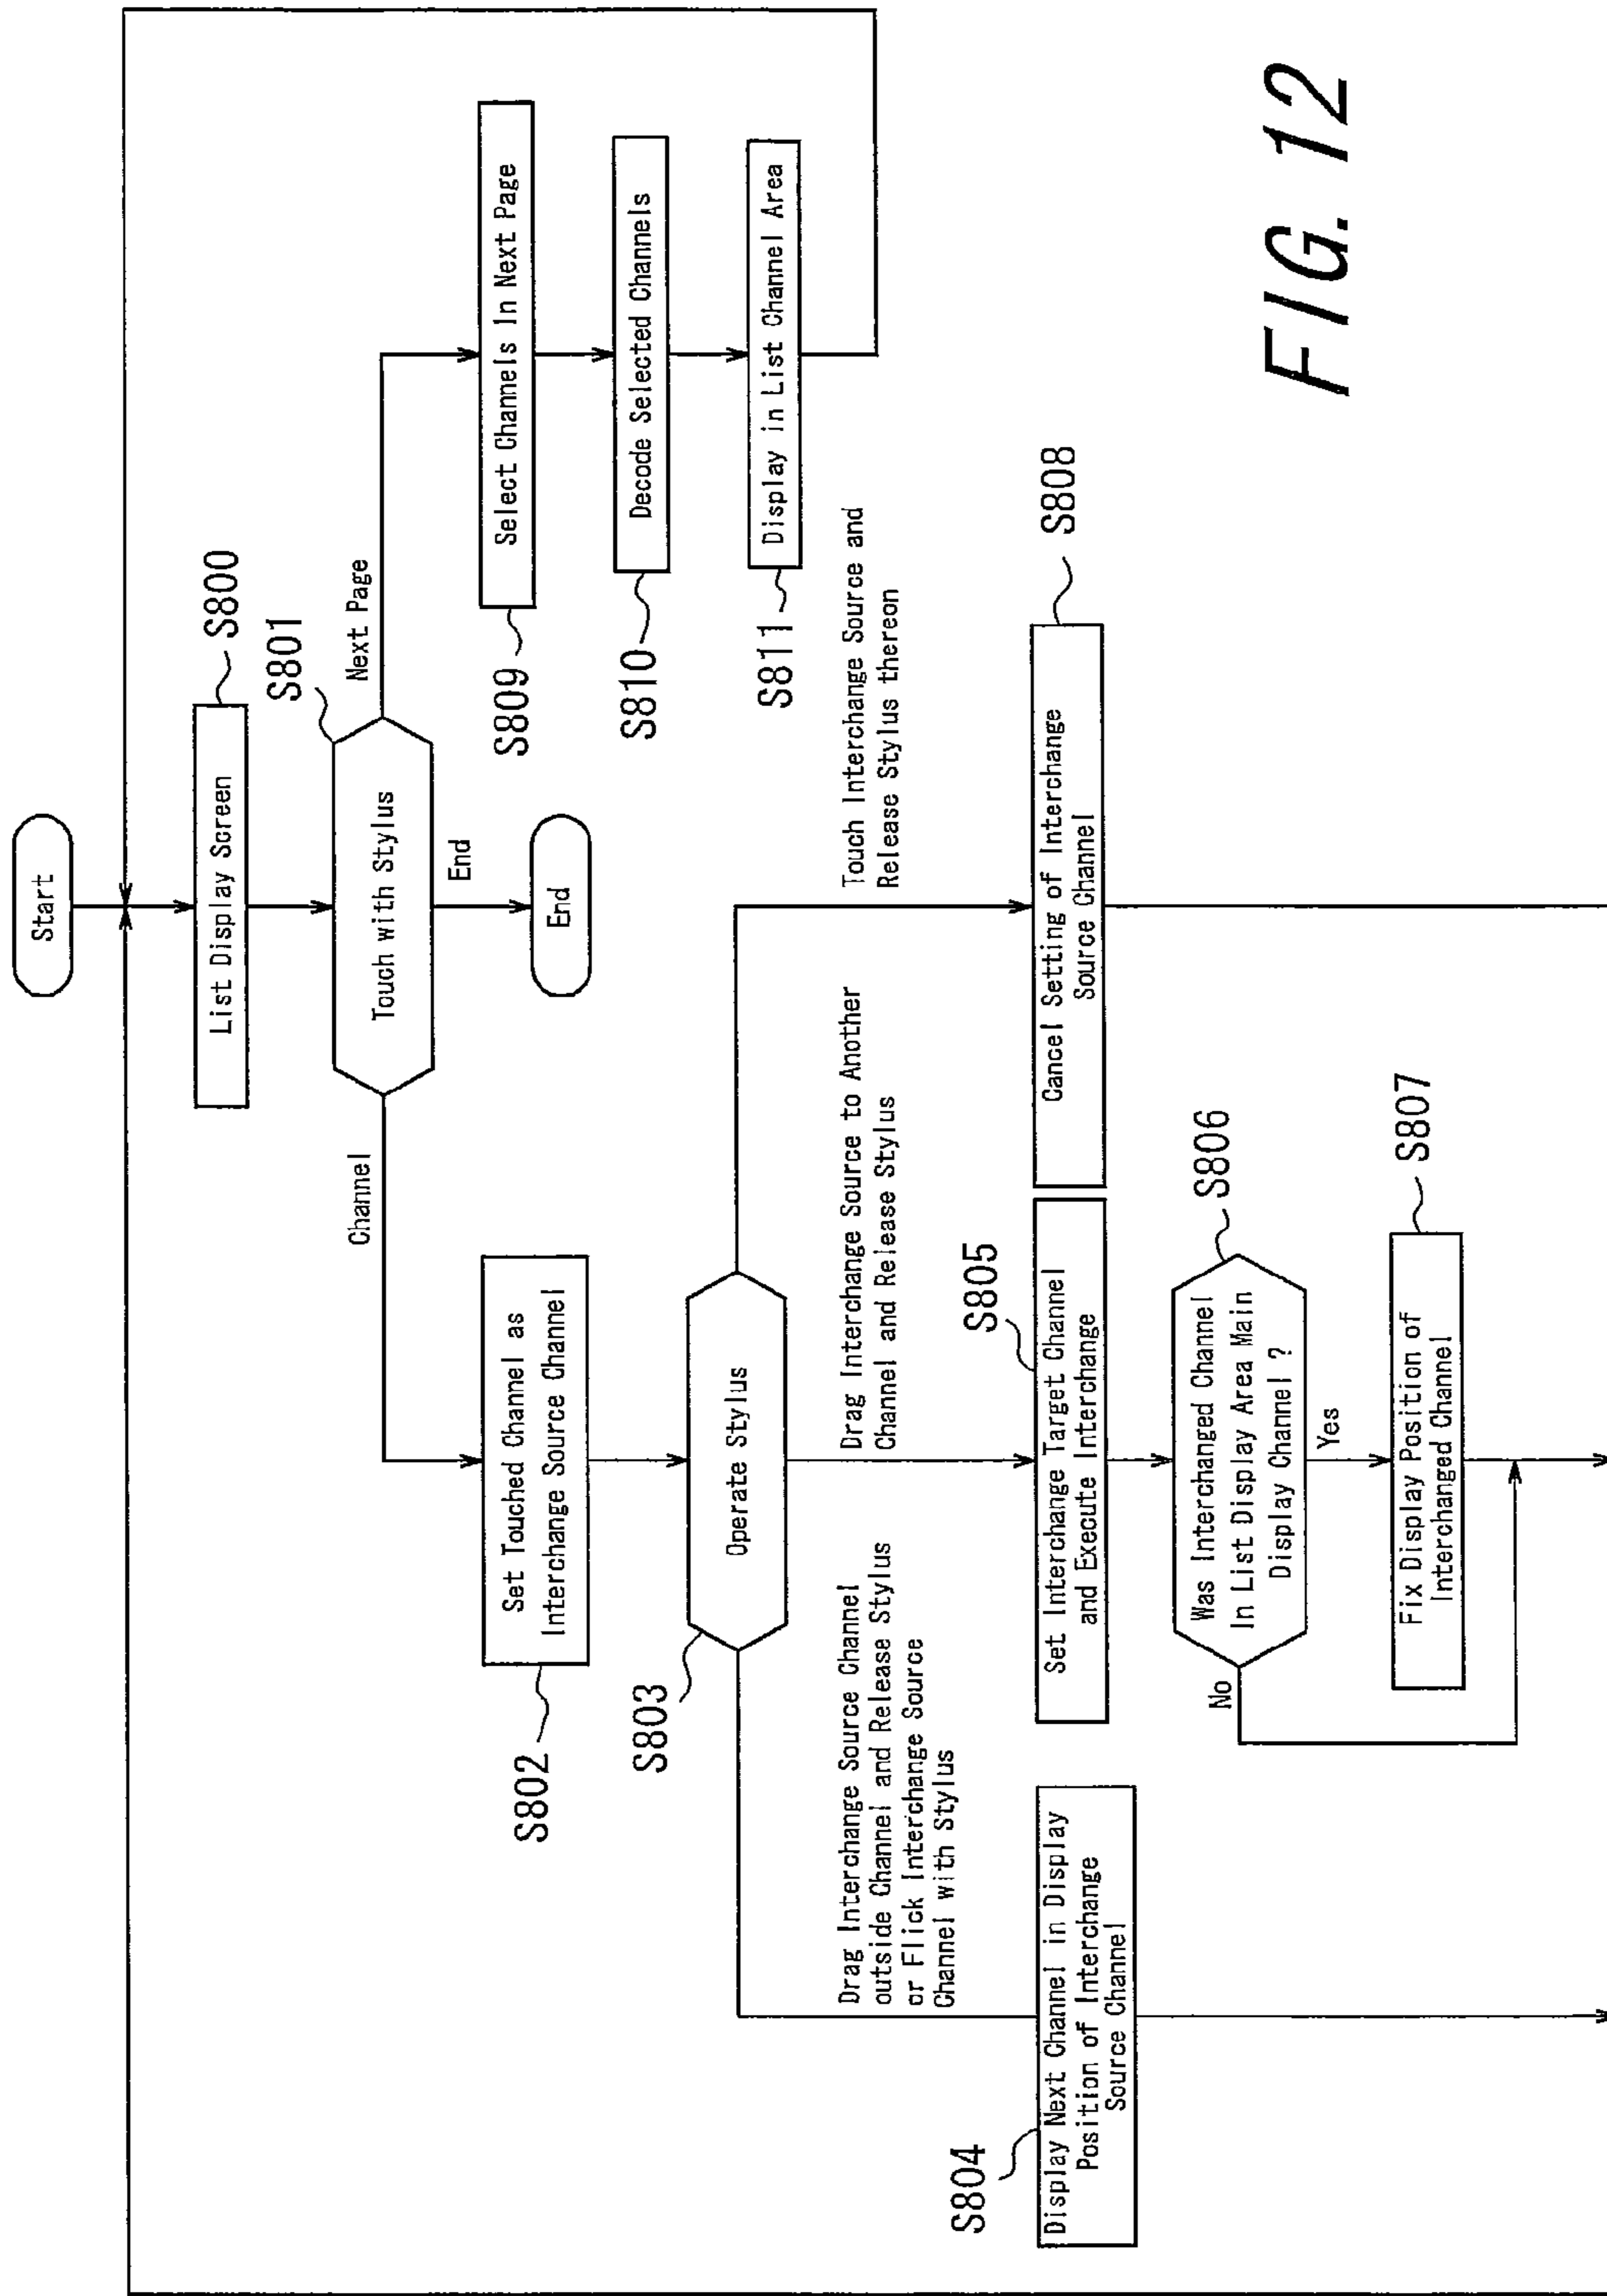 Start
List Display Screen
S800
Touch with Stylus
S801
Channel
Next Page
End
End
Set Touched Channel as
Interchange Source Channel
S802
Select Channels In Next Page
S809
Decode Selected Channels
S810
Display in List Channel Area
S811
Operate Stylus
S803
Drag Interchange Source Channel
outside Channel and Release Stylus
or Flick Interchange Source
Channel with Stylus
Drag Interchange Source to Another
Channel and Release Stylus
Touch Interchange Source and
Release Stylus thereon
S804
Display Next Channel in Display
Position of Interchange
Source Channel
S805
Set Interchange Target Channel
and Execute Interchange
S808
Cancel Setting of Interchange
Source Channel
Was Interchanged Channel
In List Display Area Main
Display Channel ?
S806
No
Yes
Fix Display Position of
Interchanged Channel
S807
FIG. 12